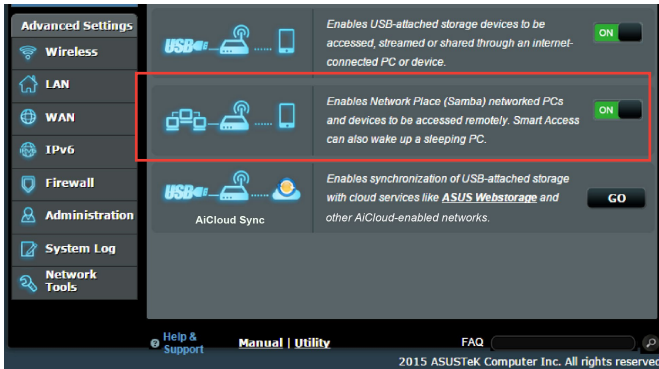 Advanced Settings
Wireless
LAN
WAN
IPv6
Firewall
Administration
System Log
Network
Tools
USB
Enables USB-attached storage devices to be
accessed, streamed or shared through an internet-
connected PC or device.
ON
Enables Network Place (Samba) networked PCs
and devices to be accessed remotely. Smart Access
can also wake up a sleeping PC.
ON
USB
AiCloud Sync
Enables synchronization of USB-attached storage
with cloud services like ASUS Webstorage and
other AiCloud-enabled networks.
GO
Help &
Support
Manual | Utility
FAQ
2015 ASUSTeK Computer Inc. All rights reserved